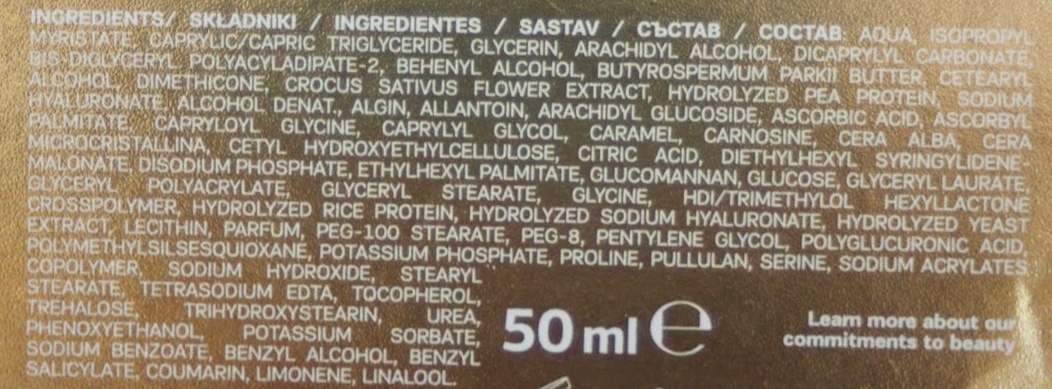 INGREDIENTS/ SKŁADNIKI / INGREDIENTES / SASTAV / СЪСТАВ / СОСТАВ: AQUA, ISOPROPYL
MYRISTATE, CAPRYLIC/CAPRIC TRIGLYCERIDE, GLYCERIN, ARACHIDYL ALCOHOL, DICAPRYLYL CARBONATE,
BIS-DIGLYCERYL POLYACYLADIPATE-2, BEHENYL ALCOHOL, BUTYROSPERMUM PARKII BUTTER, CETEARYL
ALCOHOL, DIMETHICONE, CROCUS SATIVUS FLOWER EXTRACT, HYDROLYZED PEA PROTEIN, SODIUM
HYALURONATE, ALCOHOL DENAT., ALGIN, ALLANTOIN, ARACHIDYL GLUCOSIDE, ASCORBIC ACID, ASCORBYL
PALMITATE, CAPRYLOYL GLYCINE, CAPRYLYL GLYCOL, CARAMEL, CARNOSINE, CERA ALBA, CERA
MICROCRISTALLINA, CETYL HYDROXYETHYLCELLULOSE, CITRIC ACID, DIETHYLHEXYL SYRINGYLIDENE-
MALONATE, DISODIUM PHOSPHATE, ETHYLHEXYL PALMITATE, GLUCOMANNAN, GLUCOSE, GLYCERYL LAURATE,
GLYCERYL POLYACRYLATE, GLYCERYL STEARATE, GLYCINE, HDI/TRIMETHYLOL HEXYLLACTONE
CROSSPOLYMER, HYDROLYZED RICE PROTEIN, HYDROLYZED SODIUM HYALURONATE, HYDROLYZED YEAST
EXTRACT, LECITHIN, PARFUM, PEG-100 STEARATE, PEG-8, PENTYLENE GLYCOL, POLYGLUCURONIC ACID,
POLYMETHYLSILSESQUIOXANE, POTASSIUM PHOSPHATE, PROLINE, PULLULAN, SERINE, SODIUM ACRYLATES
COPOLYMER, SODIUM HYDROXIDE, STEARYL
STEARATE, TETRASODIUM EDTA, TOCOPHEROL,
TREHALOSE, TRIHYDROXYSTEARIN, UREA,
PHENOXYETHANOL, POTASSIUM SORBATE,
SODIUM BENZOATE, BENZYL ALCOHOL, BENZYL
SALICYLATE, COUMARIN, LIMONENE, LINALOOL.
50 ml ℮
Learn more about our
commitments to beauty